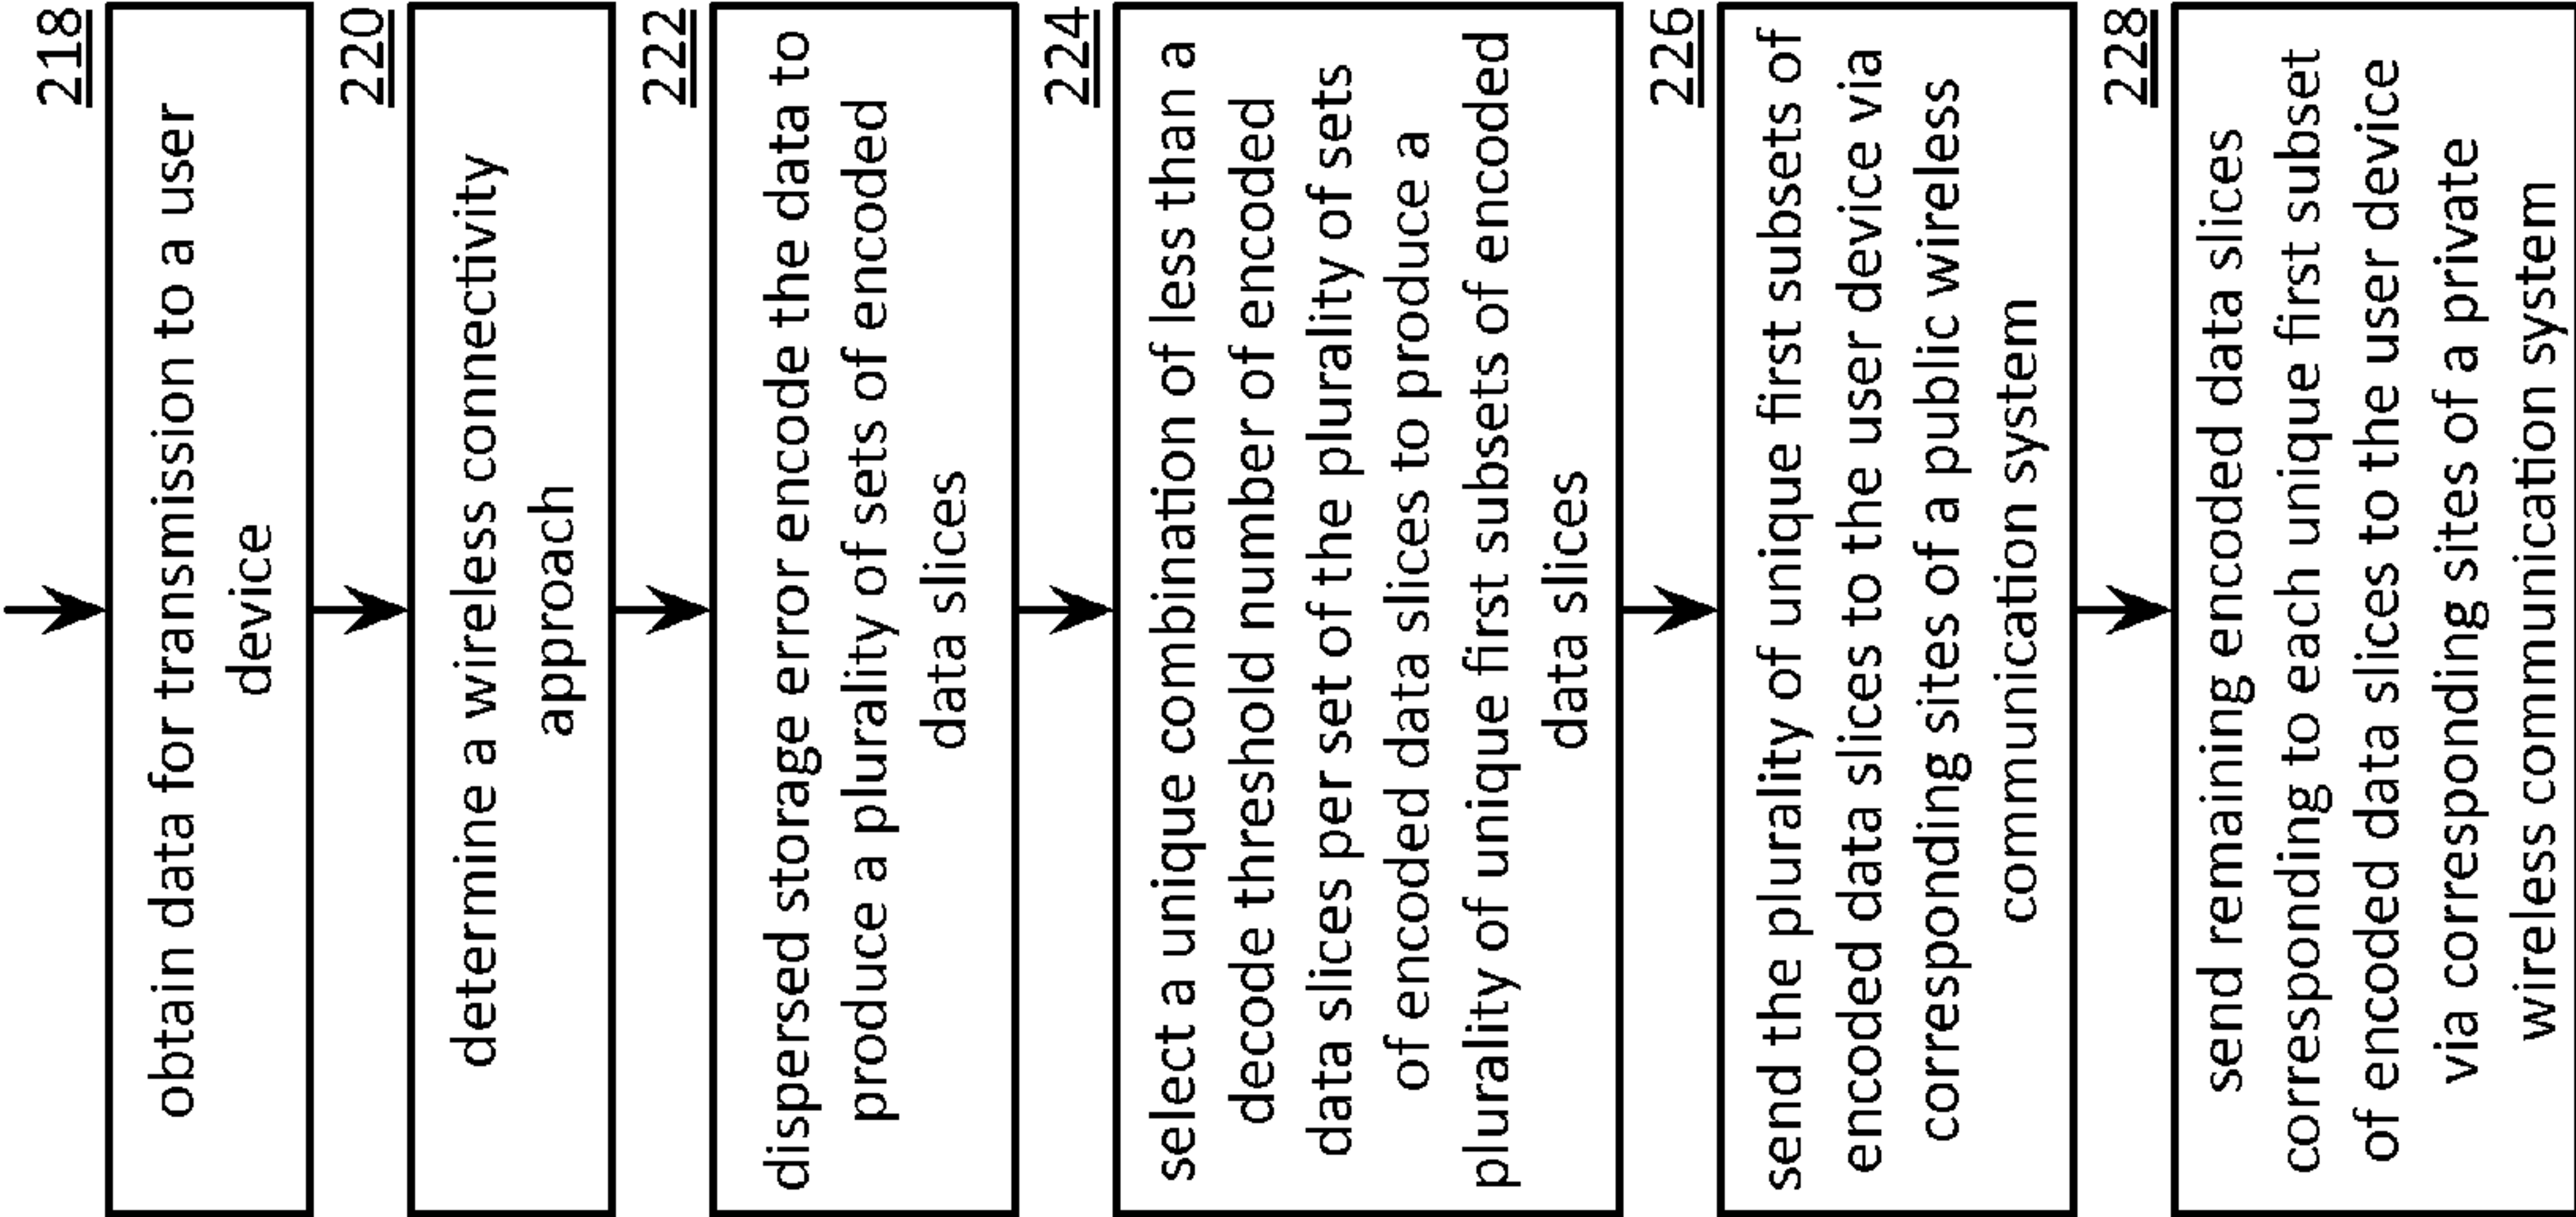 218
obtain data for transmission to a user
device
220
determine a wireless connectivity
approach
222
dispersed storage error encode the data to
produce a plurality of sets of encoded
data slices
224
select a unique combination of less than a
decode threshold number of encoded
data slices per set of the plurality of sets
of encoded data slices to produce a
plurality of unique first subsets of encoded
data slices
226
send the plurality of unique first subsets of
encoded data slices to the user device via
corresponding sites of a public wireless
communication system
228
send remaining encoded data slices
corresponding to each unique first subset
of encoded data slices to the user device
via corresponding sites of a private
wireless communication system